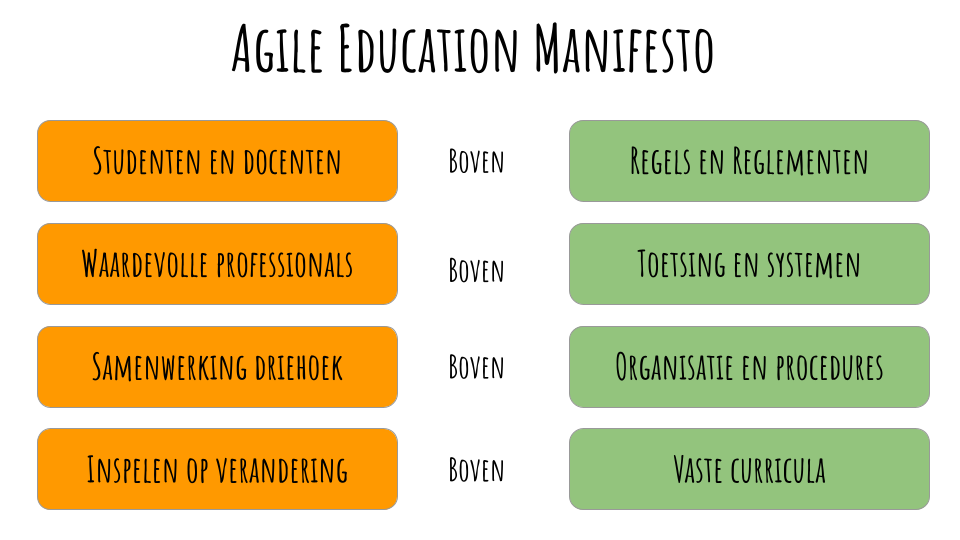 Agile Education Manifesto
Studenten en docenten Boven Regels en Reglementen
Waardevolle professionals Boven Toetsing en systemen
Samenwerking driehoek Boven Organisatie en procedures
Inspelen op verandering Boven Vaste curricula